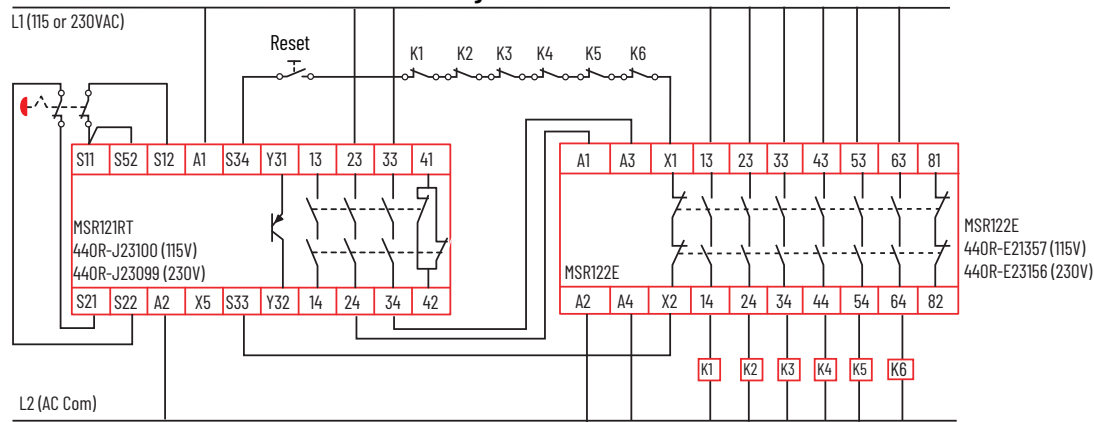 L1 (115 or 230VAC)
Reset
K1 K2 K3 K4 K5 K6
S11 S52 S12 A1 S34 Y31 13 23 33 41
A1 A3 X1 13 23 33 43 53 63 81
MSR121RT
440R-J23100 (115V)
440R-J23099 (230V)
MSR122E
MSR122E
440R-E21357 (115V)
440R-E23156 (230V)
S21 S22 A2 X5 S33 Y32 14 24 34 42
A2 A4 X2 14 24 34 44 54 64 82
K1 K2 K3 K4 K5 K6
L2 (AC Com)